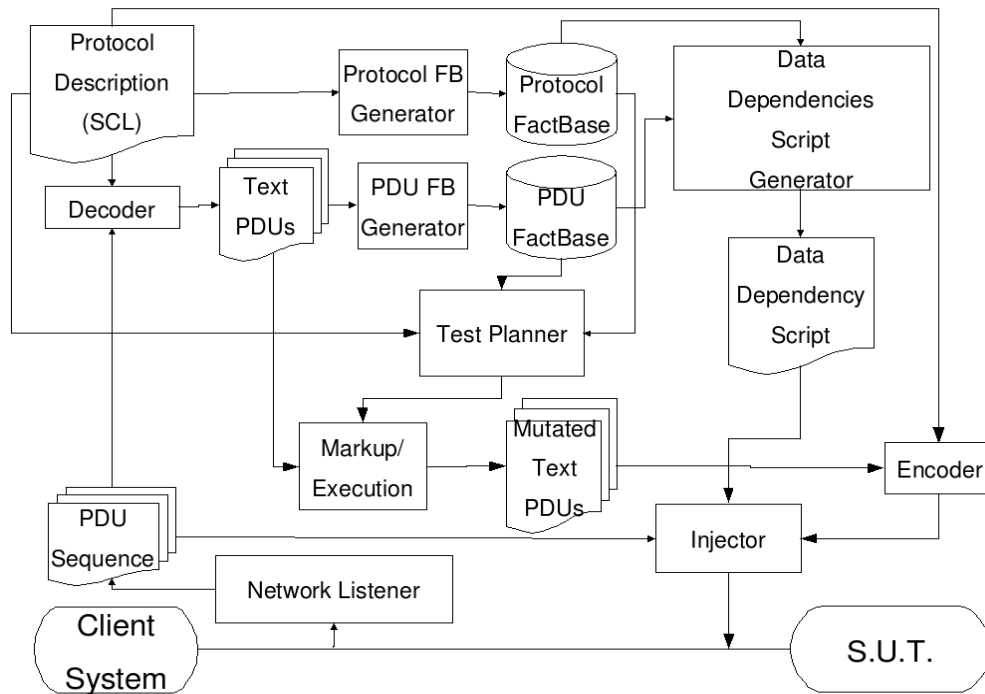 Protocol
Description
(SCL)
Protocol FB
Generator
Protocol
FactBase
Data
Dependencies
Script
Generator
Decoder
Text
PDUs
PDU FB
Generator
PDU
FactBase
Data
Dependency
Script
Test Planner
Markup/
Execution
Mutated
Text
PDUs
Encoder
PDU
Sequence
Injector
Network Listener
Client
System
S.U.T.